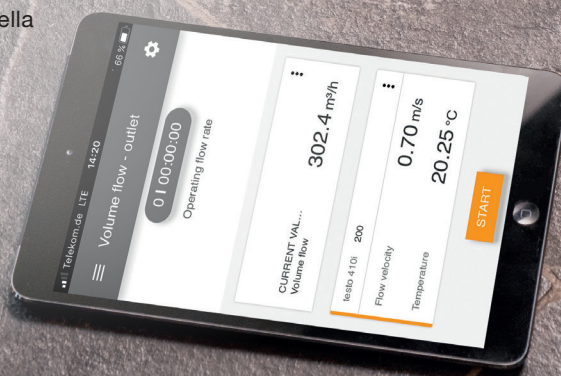 ella
Telekom.de LTE 14:20 66 %
Volume flow - outlet
0 I 00:00:00
Operating flow rate
CURRENT VAL...
Volume flow
302.4 m³/h
testo 410i 200
Flow velocity 0.70 m/s
Temperature 20.25 °C
START